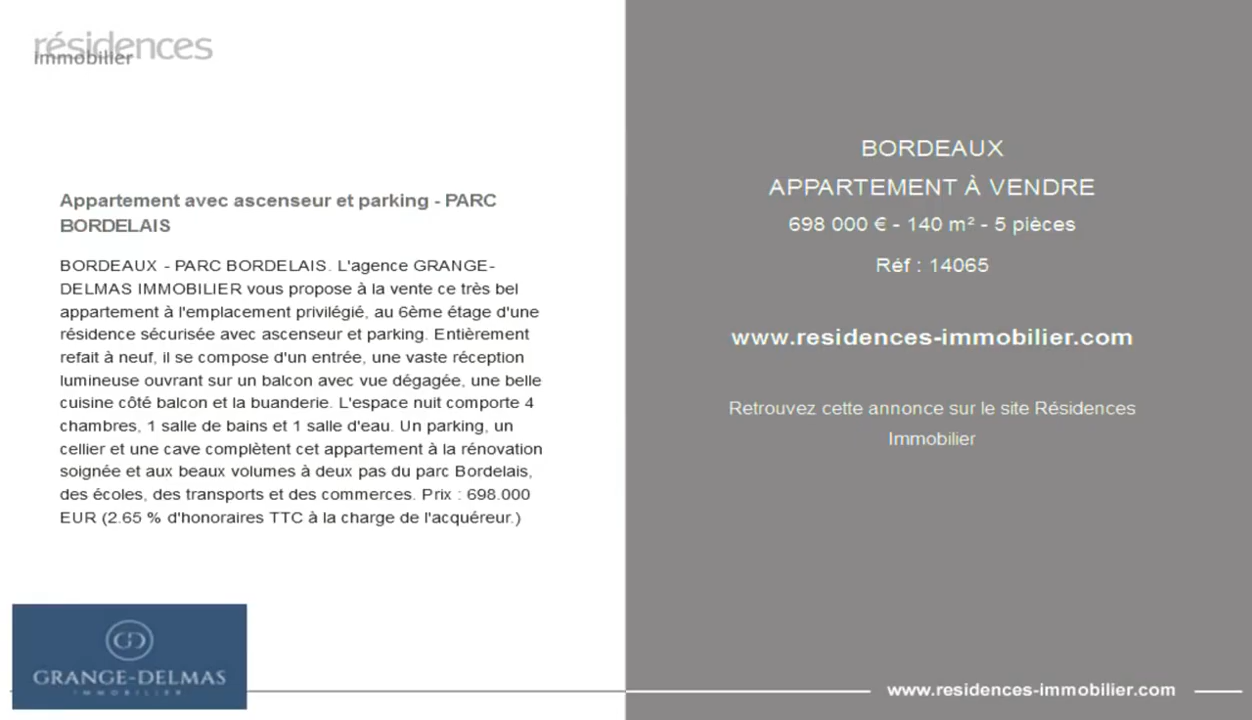 résidences
immobilier
Appartement avec ascenseur et parking - PARC
BORDELAIS
BORDEAUX - PARC BORDELAIS. L'agence GRANGE-
DELMAS IMMOBILIER vous propose à la vente ce très bel
appartement à l'emplacement privilégié, au 6ème étage d'une
résidence sécurisée avec ascenseur et parking. Entièrement
refait à neuf, il se compose d'un entrée, une vaste réception
lumineuse ouvrant sur un balcon avec vue dégagée, une belle
cuisine côté balcon et la buanderie. L'espace nuit comporte 4
chambres, 1 salle de bains et 1 salle d'eau. Un parking, un
cellier et une cave complètent cet appartement à la rénovation
soignée et aux beaux volumes à deux pas du parc Bordelais,
des écoles, des transports et des commerces. Prix : 698.000
EUR (2.65 % d'honoraires TTC à la charge de l'acquéreur.)
GD
GRANGE-DELMAS
IMMOBILIER
BORDEAUX
APPARTEMENT À VENDRE
698 000 € - 140 m² - 5 pièces
Réf : 14065
www.residences-immobilier.com
Retrouvez cette annonce sur le site Résidences
Immobilier
www.residences-immobilier.com